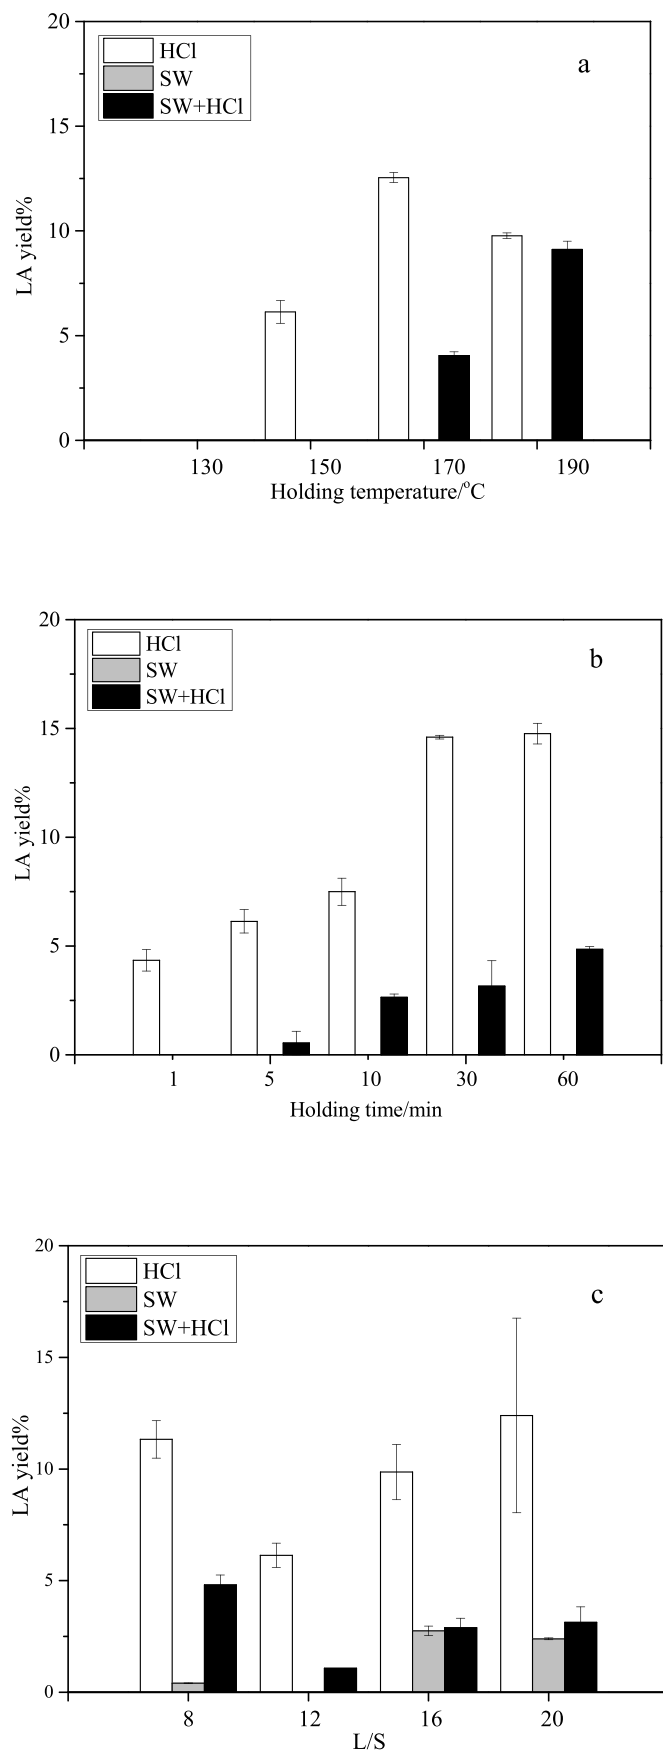 20
15
10
5
0
LA yield%
HCl
SW
SW+HCl
a
130 150 170 190
Holding temperature/°C
20
15
10
5
0
LA yield%
HCl
SW
SW+HCl
b
1 5 10 30 60
Holding time/min
20
15
10
5
0
LA yield%
HCl
SW
SW+HCl
c
8 12 16 20
L/S